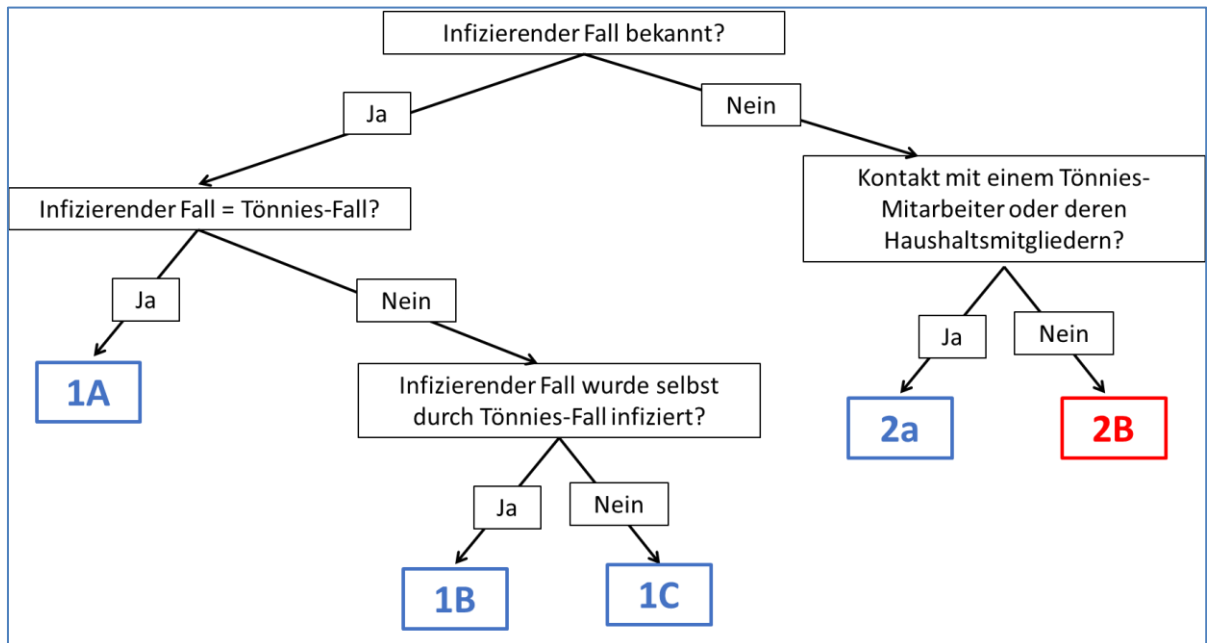 Infizierender Fall bekannt?
Ja
Nein
Infizierender Fall = Tönnies-Fall?
Kontakt mit einem Tönnies-
Mitarbeiter oder deren
Haushaltsmitgliedern?
Ja
Nein
Ja
Nein
1A
Infizierender Fall wurde selbst
durch Tönnies-Fall infiziert?
2a
2B
Ja
Nein
1B
1C